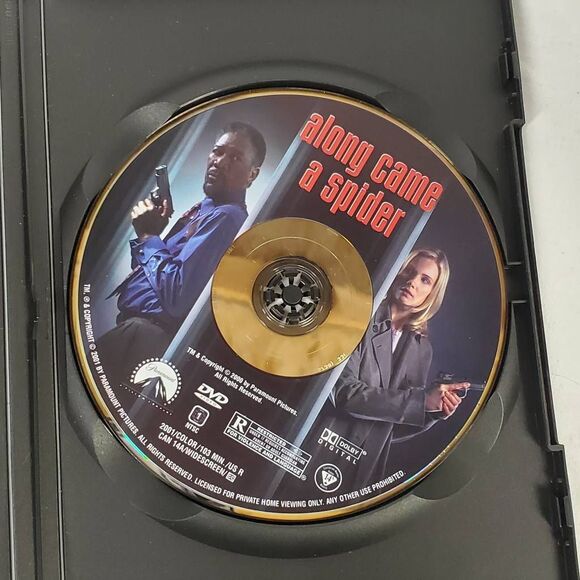 along came
a spider
TM & Copyright © 2000 by Paramount Pictures.
All Rights Reserved.
Paramount
DVD
1
NTSC
R
RESTRICTED
FOR VIOLENCE AND LANGUAGE
DOLBY
DIGITAL
2001/COLOR/103 MIN./US R
CAN 14A/WIDESCREEN/
TM, ® & COPYRIGHT © 2001 BY PARAMOUNT PICTURES. ALL RIGHTS RESERVED. LICENSED FOR PRIVATE HOME VIEWING ONLY. ANY OTHER USE PROHIBITED.